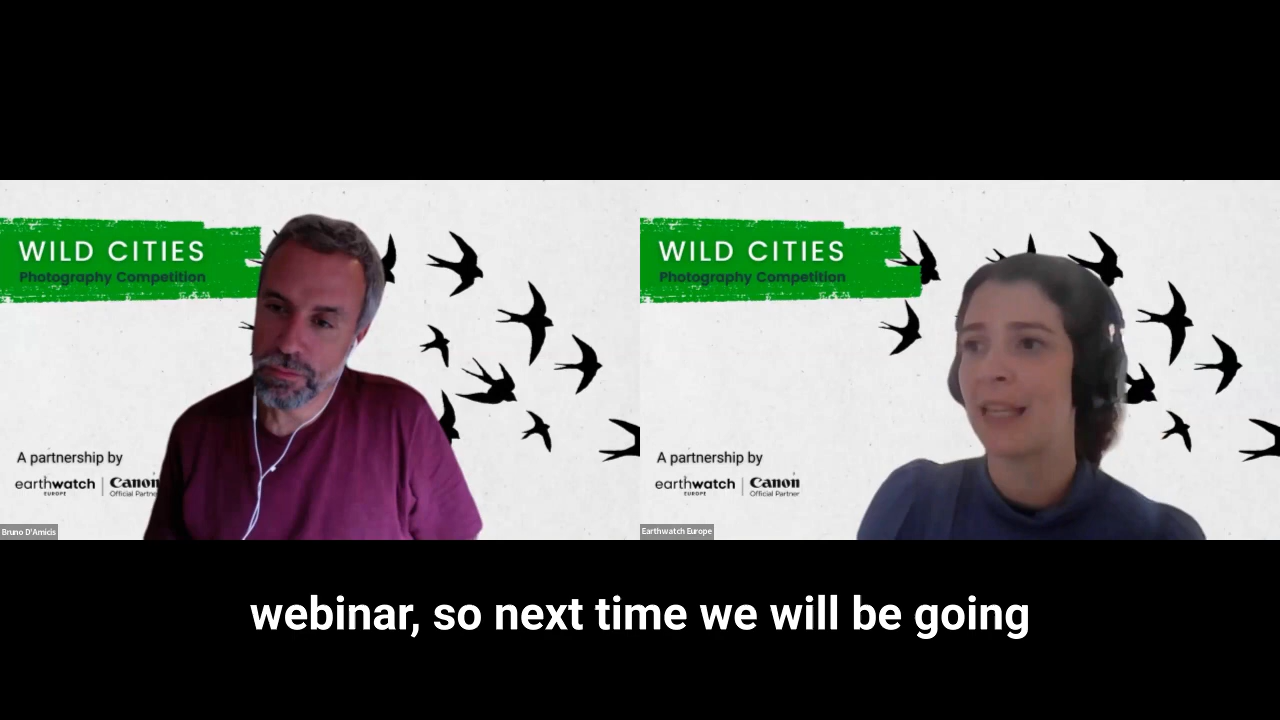 WILD CITIES
Photography Competition
A partnership by
earthwatch
EUROPE
Canon
Official Partne
Bruno D'Amicis
WILD CITIES
Photography Competition
A partnership by
earthwatch
EUROPE
Canon
Official Partner
Earthwatch Europe
webinar, so next time we will be going